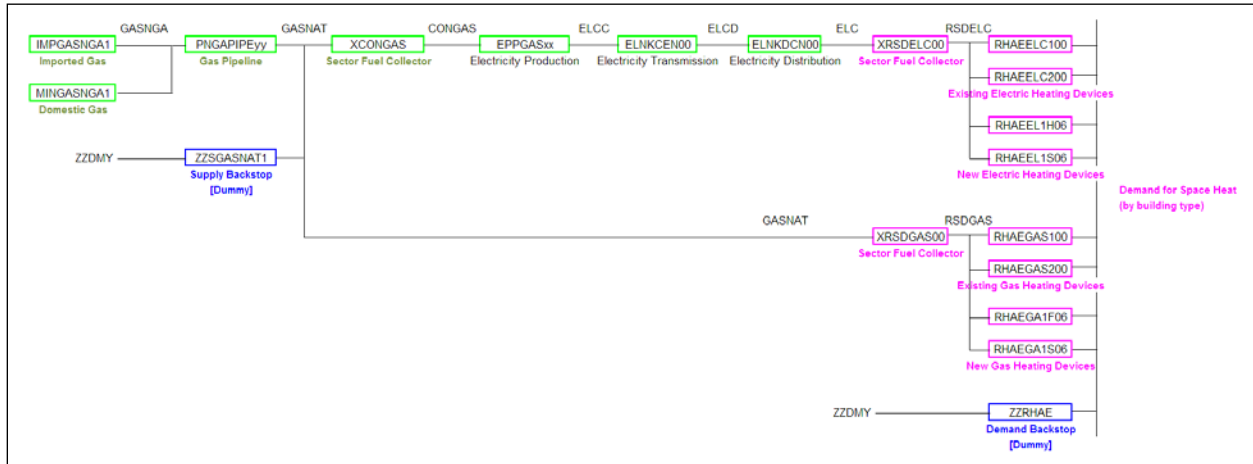 GASNGA GASNAT CONGAS ELCC ELCD ELC RSDELC
IMPGASNGA1 PNGAPIPEyy XCONGAS EPPGASxx ELNKCEN00 ELNKDCN00 XRSDELC00 RHAEELC100
Imported Gas Gas Pipeline Sector Fuel Collector Electricity Production Electricity Transmission Electricity Distribution Sector Fuel Collector
RHAEELC200
Existing Electric Heating Devices
MINGASNGA1
Domestic Gas
RHAEEL1H06
ZZDMY ZZSGASNAT1 RHAEEL1S06
Supply Backstop New Electric Heating Devices
[Dummy]
Demand for Space Heat
(by building type)
GASNAT RSDGAS
XRSDGAS00 RHAEGAS100
Sector Fuel Collector
RHAEGAS200
Existing Gas Heating Devices
RHAEGA1F06
RHAEGA1S06
New Gas Heating Devices
ZZDMY ZZRHAE
Demand Backstop
[Dummy]